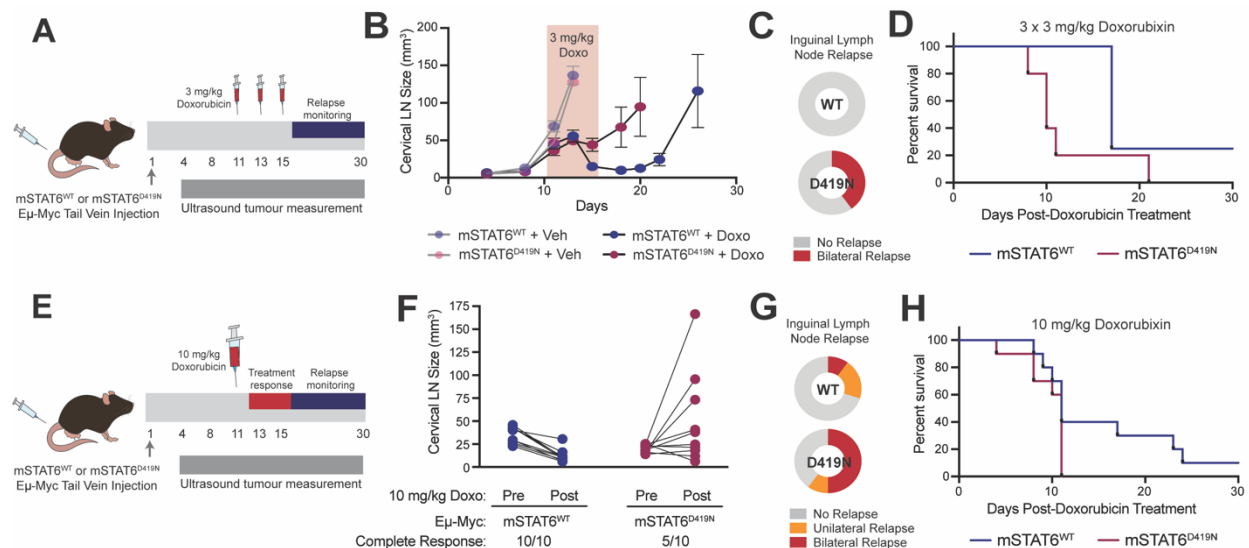 A
3 mg/kg
Doxorubicin
Relapse
monitoring
1 4 8 11 13 15 30
mSTAT6WT or mSTAT6D419N
Eμ-Myc Tail Vein Injection
Ultrasound tumour measurement
B
3 mg/kg
Doxo
Cervical LN Size (mm3)
200
150
100
50
0
0 10 20 30
Days
mSTAT6WT + Veh
mSTAT6D419N + Veh
mSTAT6WT + Doxo
mSTAT6D419N + Doxo
C
Inguinal Lymph
Node Relapse
WT
D419N
No Relapse
Bilateral Relapse
D
3 x 3 mg/kg Doxorubixin
Percent survival
100
80
60
40
20
0
0 10 20 30
Days Post-Doxorubicin Treatment
mSTAT6WT
mSTAT6D419N
E
10 mg/kg
Doxorubicin
Treatment
response
Relapse
monitoring
1 4 8 11 13 15 30
mSTAT6WT or mSTAT6D419N
Eμ-Myc Tail Vein Injection
Ultrasound tumour measurement
F
Cervical LN Size (mm3)
175
150
125
100
75
50
25
0
10 mg/kg Doxo: Pre Post Pre Post
Eμ-Myc: mSTAT6WT mSTAT6D419N
Complete Response: 10/10 5/10
G
Inguinal Lymph
Node Relapse
WT
D419N
No Relapse
Unilateral Relapse
Bilateral Relapse
H
10 mg/kg Doxorubixin
Percent survival
100
80
60
40
20
0
0 10 20 30
Days Post-Doxorubicin Treatment
mSTAT6WT
mSTAT6D419N